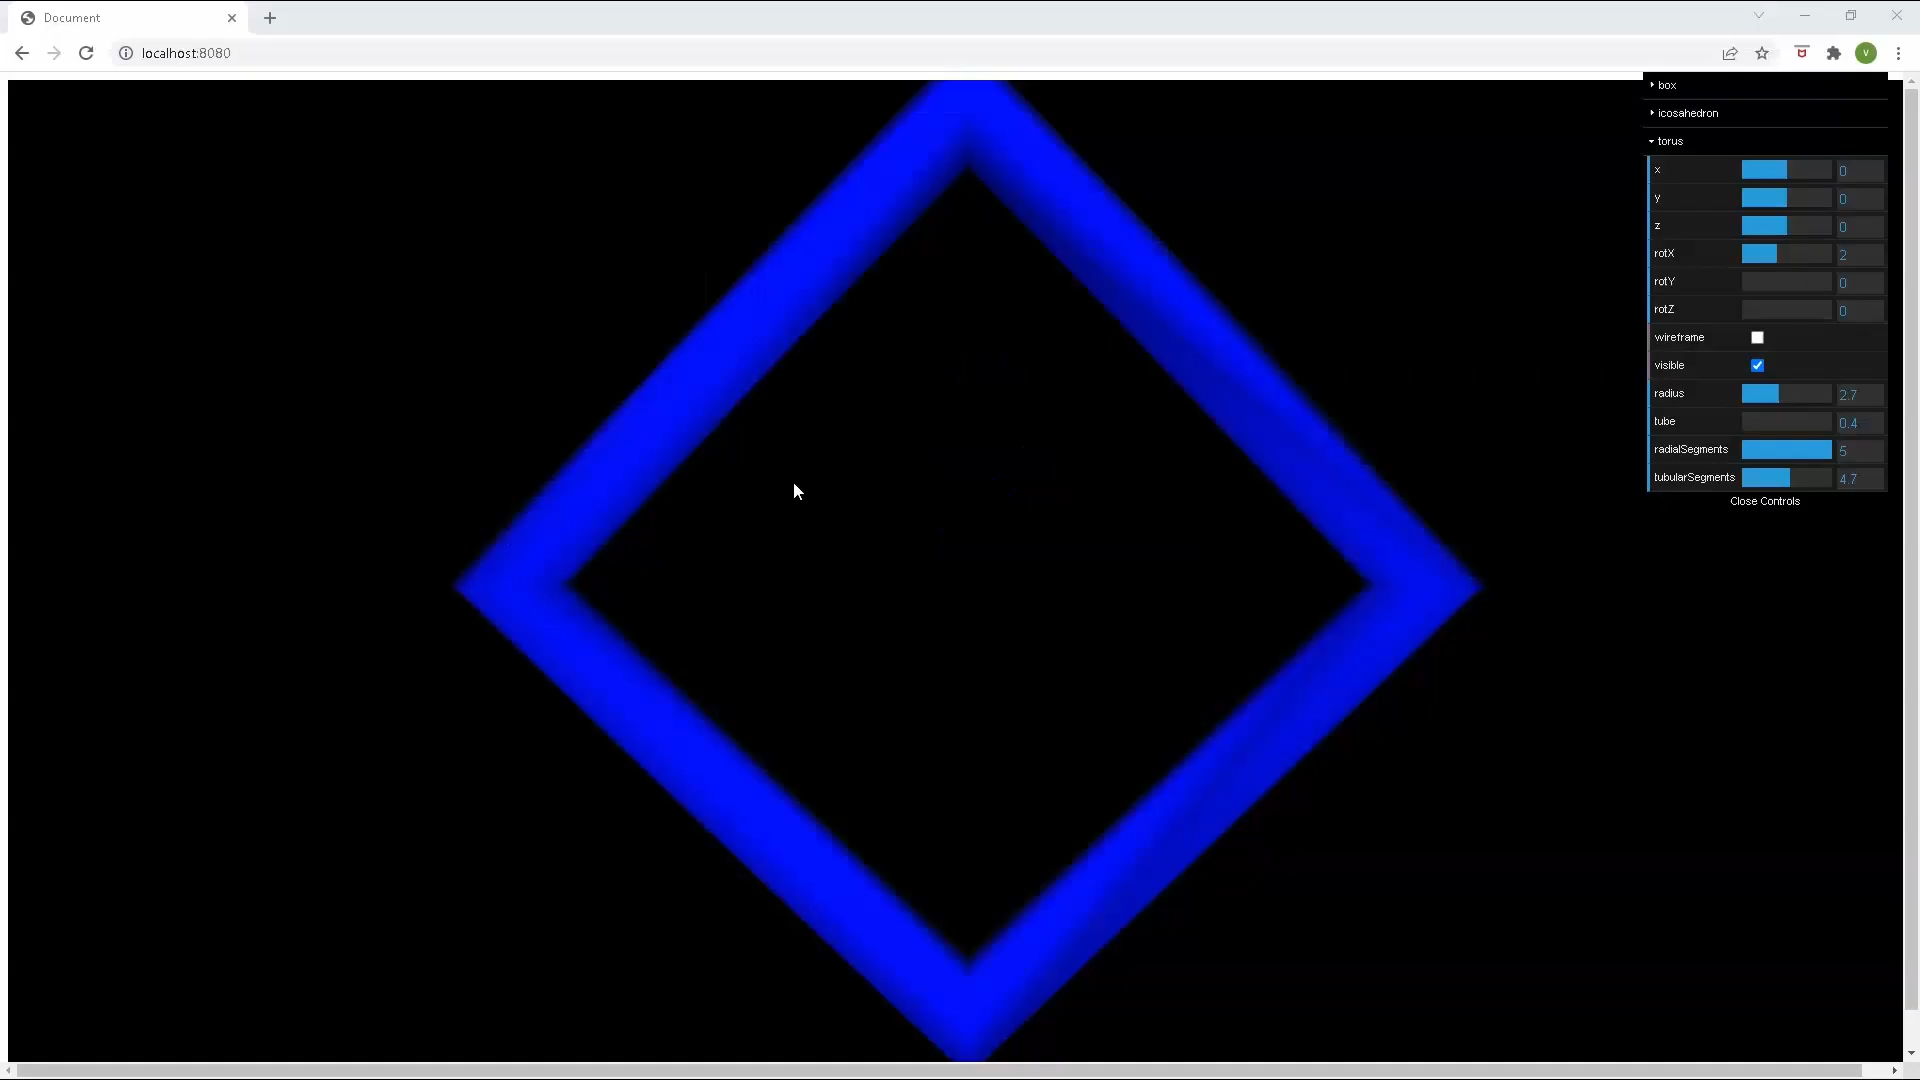 Document
localhost:8080
V
box
icosahedron
torus
x 0
y 0
z 0
rotX 2
rotY 0
rotZ 0
wireframe
visible
radius 2.7
tube 0.4
radialSegments 5
tubularSegments 4.7
Close Controls